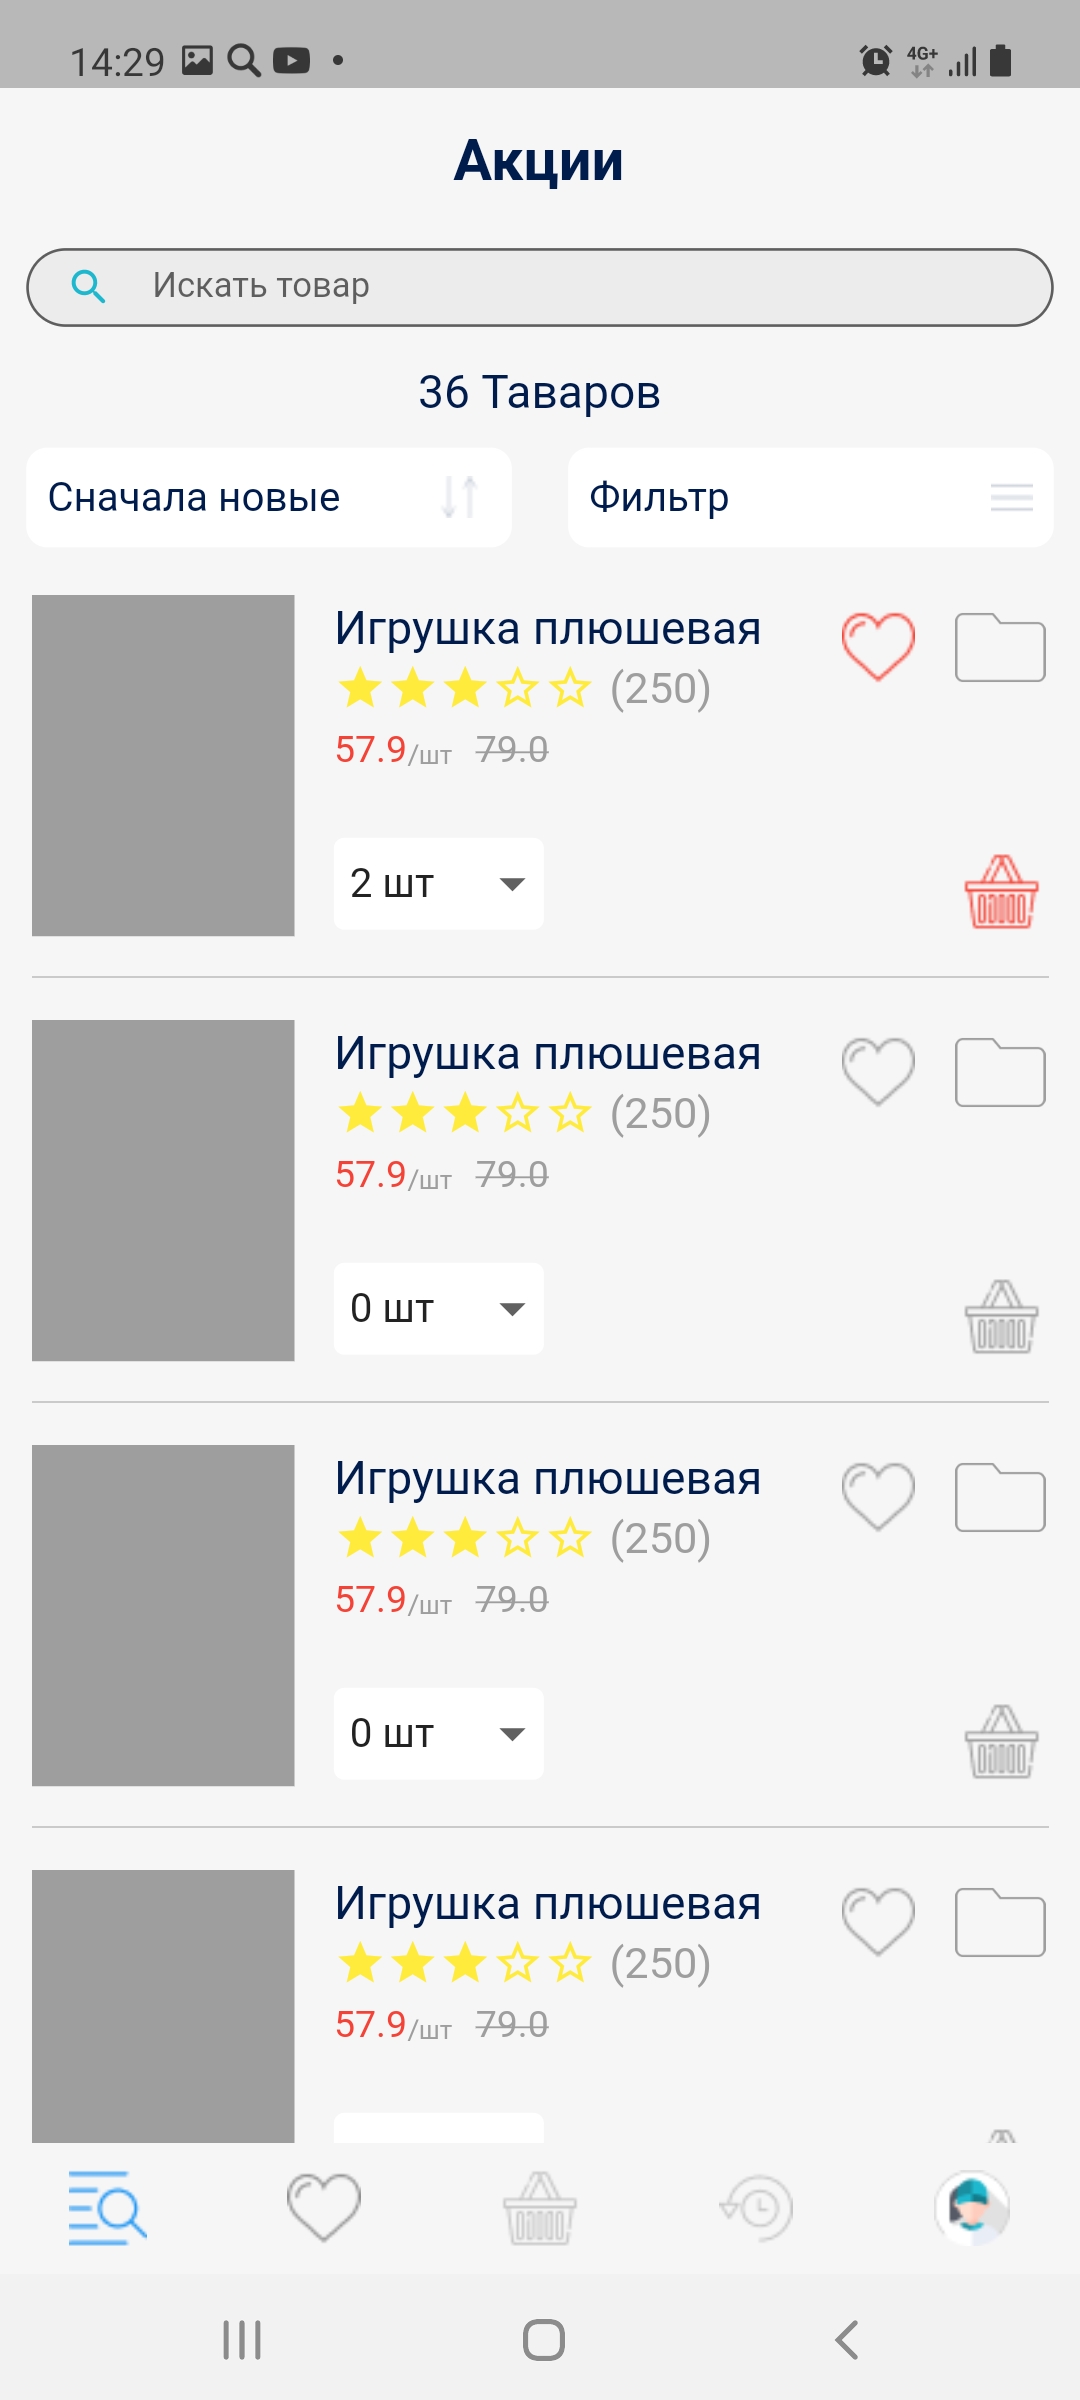 14:29
4G+
Акции
Искать товар
36 Таваров
Сначала новые
Фильтр
Игрушка плюшевая
(250)
57.9/шт 79.0
2 шт
Игрушка плюшевая
(250)
57.9/шт 79.0
0 шт
Игрушка плюшевая
(250)
57.9/шт 79.0
0 шт
Игрушка плюшевая
(250)
57.9/шт 79.0